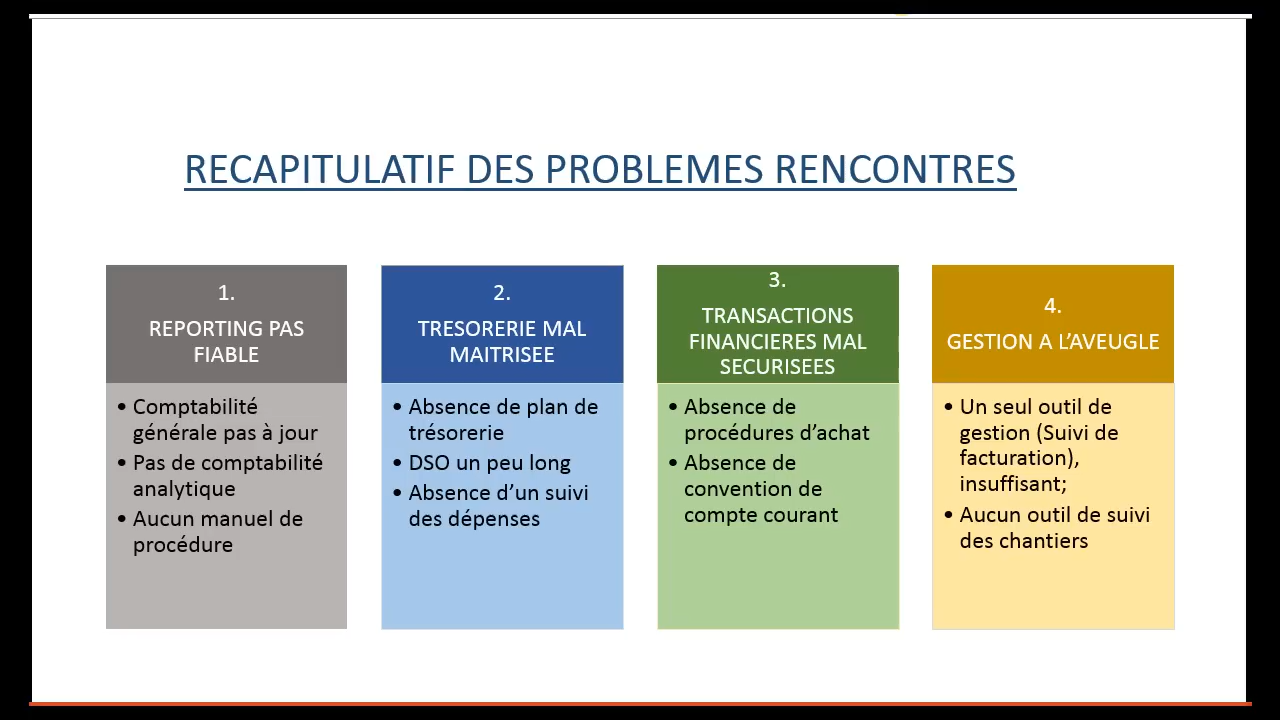 RECAPITULATIF DES PROBLEMES RENCONTRES
1.
REPORTING PAS
FIABLE
• Comptabilité
générale pas à jour
• Pas de comptabilité
analytique
• Aucun manuel de
procédure
2.
TRESORERIE MAL
MAITRISEE
• Absence de plan de
trésorerie
• DSO un peu long
• Absence d’un suivi
des dépenses
3.
TRANSACTIONS
FINANCIERES MAL
SECURISEES
• Absence de
procédures d’achat
• Absence de
convention de
compte courant
4.
GESTION A L’AVEUGLE
• Un seul outil de
gestion (Suivi de
facturation),
insuffisant;
• Aucun outil de suivi
des chantiers